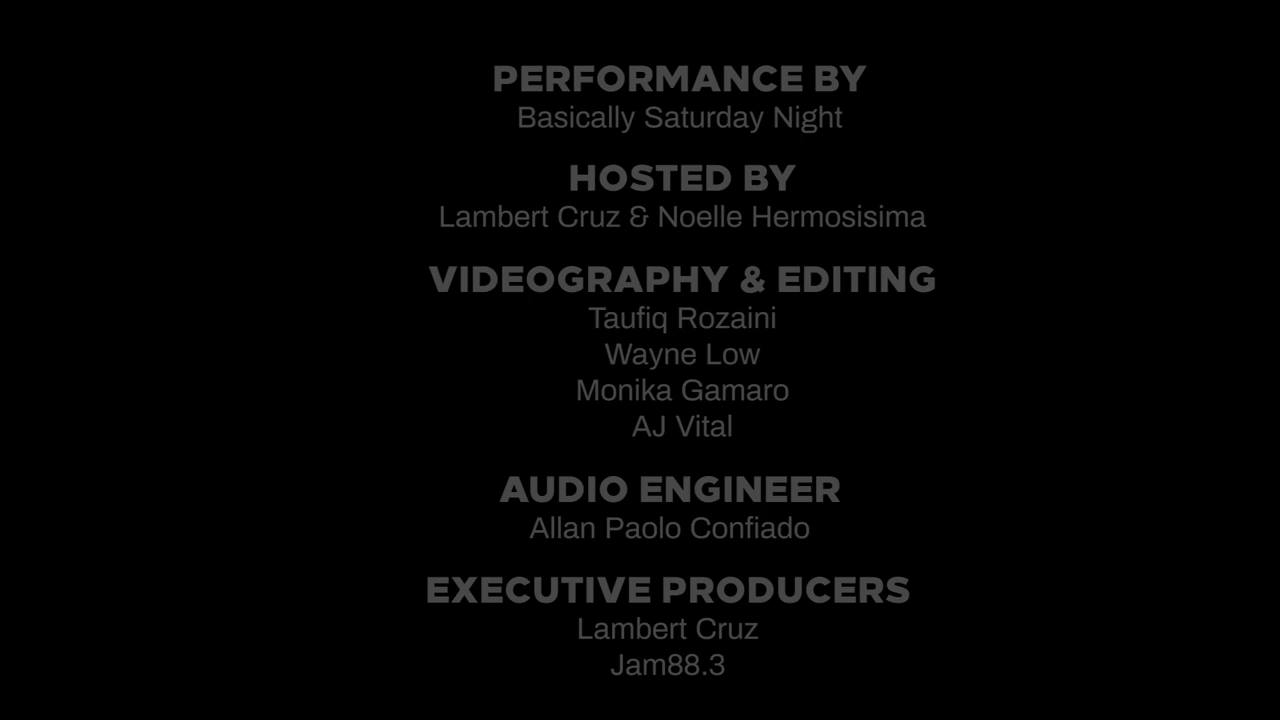 PERFORMANCE BY
Basically Saturday Night
HOSTED BY
Lambert Cruz & Noelle Hermosisima
VIDEOGRAPHY & EDITING
Taufiq Rozaini
Wayne Low
Monika Gamaro
AJ Vital
AUDIO ENGINEER
Allan Paolo Confiado
EXECUTIVE PRODUCERS
Lambert Cruz
Jam88.3